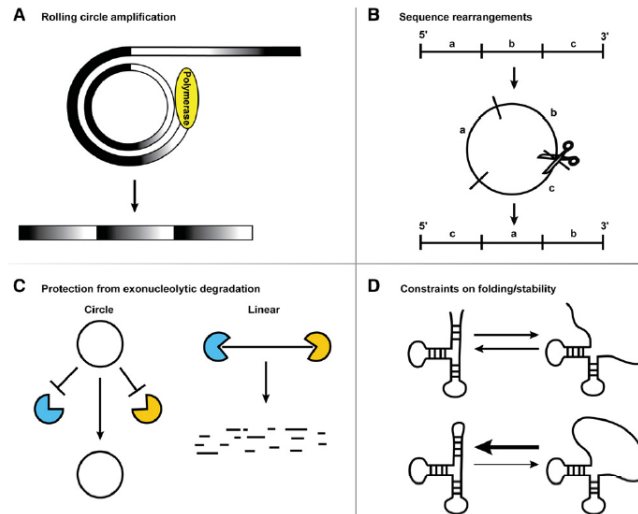 A Rolling circle amplification
Polymerase
B Sequence rearrangements
5' 3'
a b c
a
b
c
5' 3'
c a b
C Protection from exonucleolytic degradation
Circle Linear
D Constraints on folding/stability